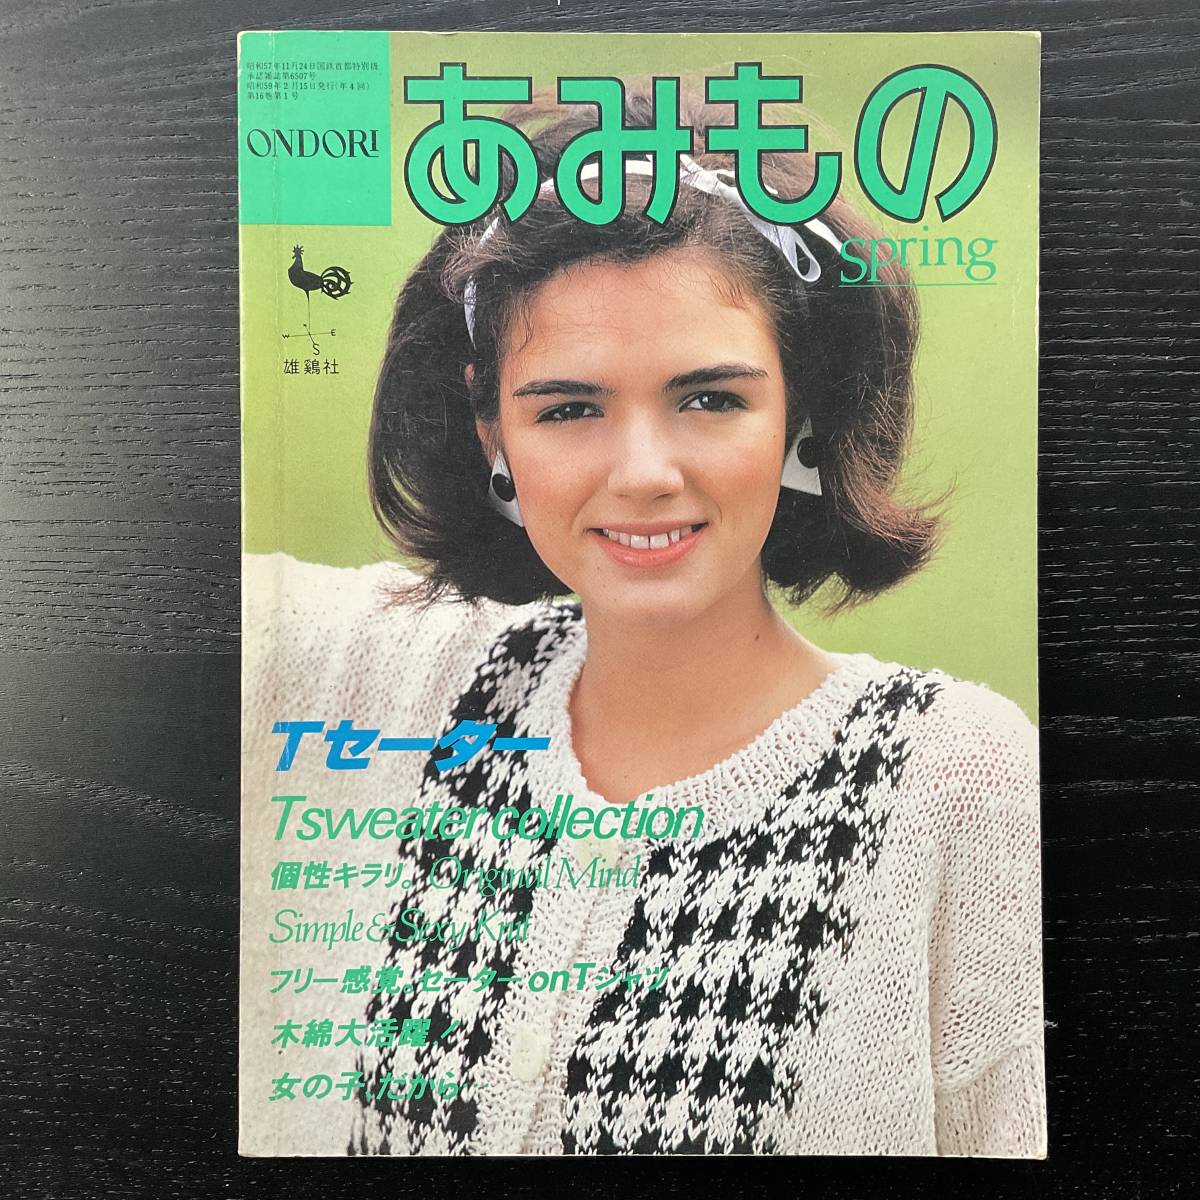 昭和57年11月24日国鉄首都特別扱
承認雑誌第6507号
昭和59年2月15日発行(年4回)
第16巻第1号
ONDORI
あみもの
spring
W E
S
雄鷄社
Tセーター
Tsweater collection
個性キラリ。Original Mind
Simple & Sexy Knit
フリー感覚。セーター onTシャツ
木綿大活躍!
女の子、だから…